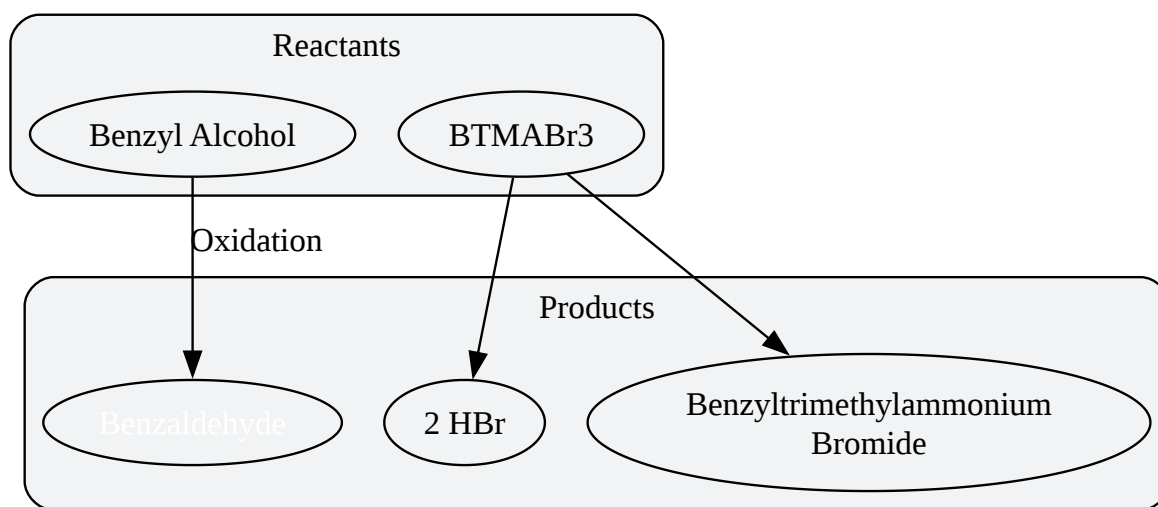 Reactants
Benzyl Alcohol
BTMABr3
Oxidation
Products
Benzaldehyde
2 HBr
Benzyltrimethylammonium
Bromide